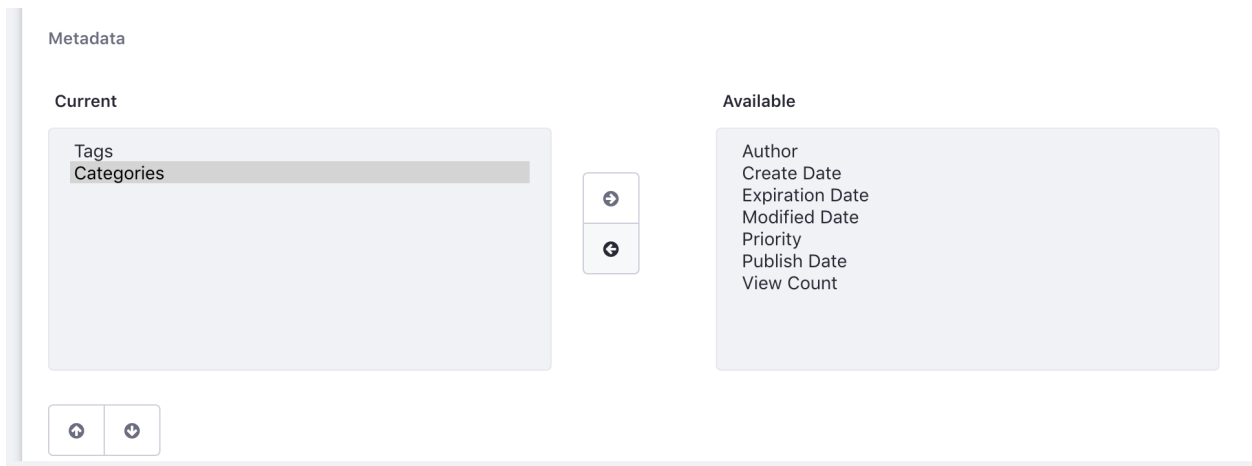 Metadata
Current
Tags
Categories
Available
Author
Create Date
Expiration Date
Modified Date
Priority
Publish Date
View Count